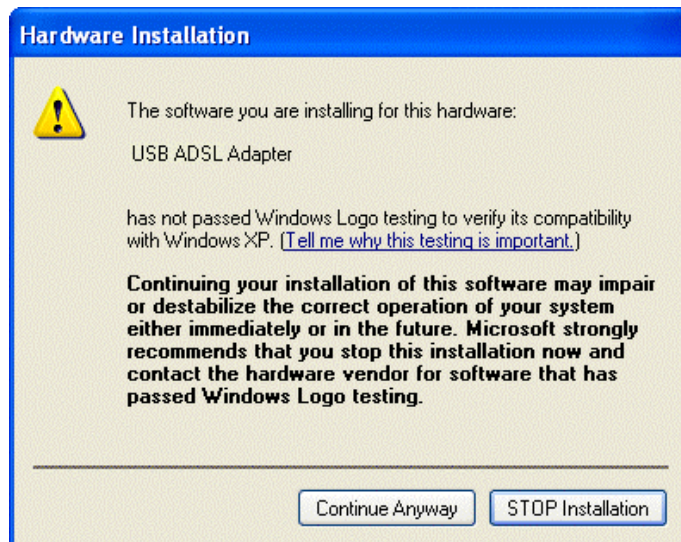 Hardware Installation
The software you are installing for this hardware:
USB ADSL Adapter
has not passed Windows Logo testing to verify its compatibility
with Windows XP. (Tell me why this testing is important.)
Continuing your installation of this software may impair
or destabilize the correct operation of your system
either immediately or in the future. Microsoft strongly
recommends that you stop this installation now and
contact the hardware vendor for software that has
passed Windows Logo testing.
Continue Anyway
STOP Installation